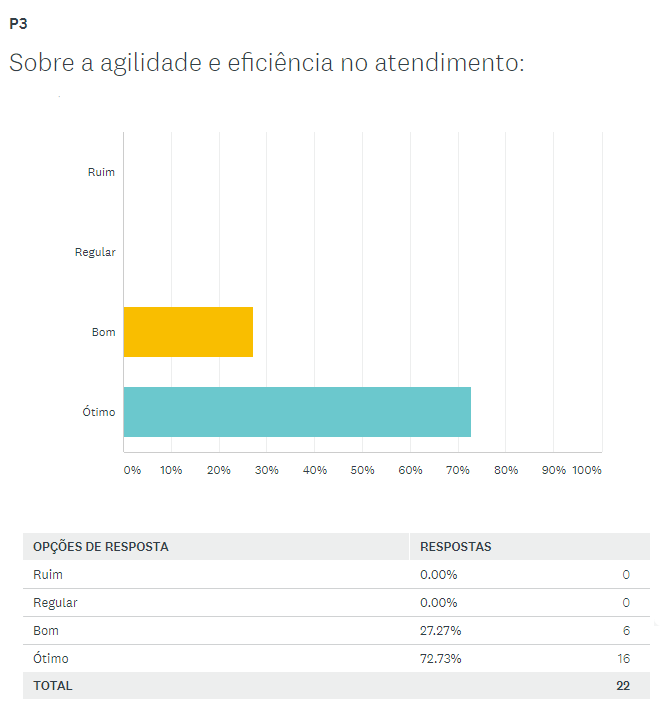 P3
Sobre a agilidade e eficiência no atendimento:
Ruim
Regular
Bom
Ótimo
0% 10% 20% 30% 40% 50% 60% 70% 80% 90% 100%
OPÇÕES DE RESPOSTA RESPOSTAS
Ruim 0.00% 0
Regular 0.00% 0
Bom 27.27% 6
Ótimo 72.73% 16
TOTAL 22